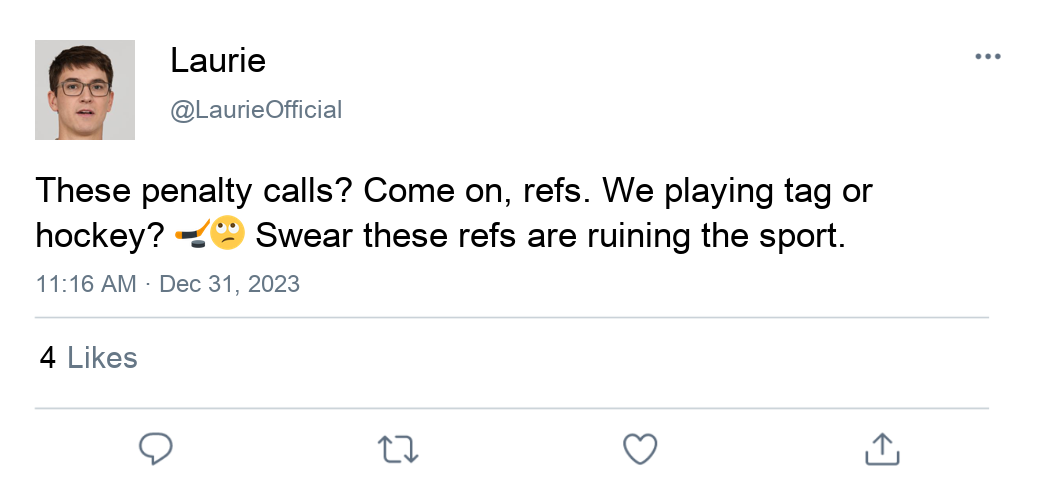 Laurie
@LaurieOfficial
These penalty calls? Come on, refs. We playing tag or
hockey? 🏒🙄 Swear these refs are ruining the sport.
11:16 AM · Dec 31, 2023
4 Likes